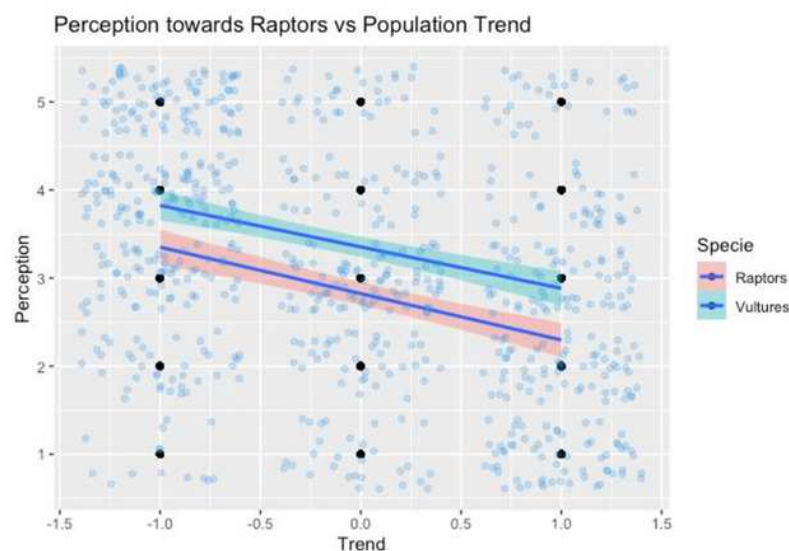 Perception towards Raptors vs Population Trend
5
4
3
2
1
Perception
-1.5 -1.0 -0.5 0.0 0.5 1.0 1.5
Trend
Specie
Raptors
Vultures